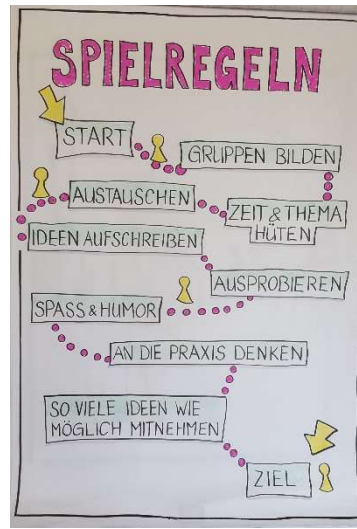 SPIELREGELN
START
GRUPPEN BILDEN
AUSTAUSCHEN
ZEIT & THEMA
HÜTEN
IDEEN AUFSCHREIBEN
AUSPROBIEREN
SPASS & HUMOR
AN DIE PRAXIS DENKEN
SO VIELE IDEEN WIE
MÖGLICH MITNEHMEN
ZIEL